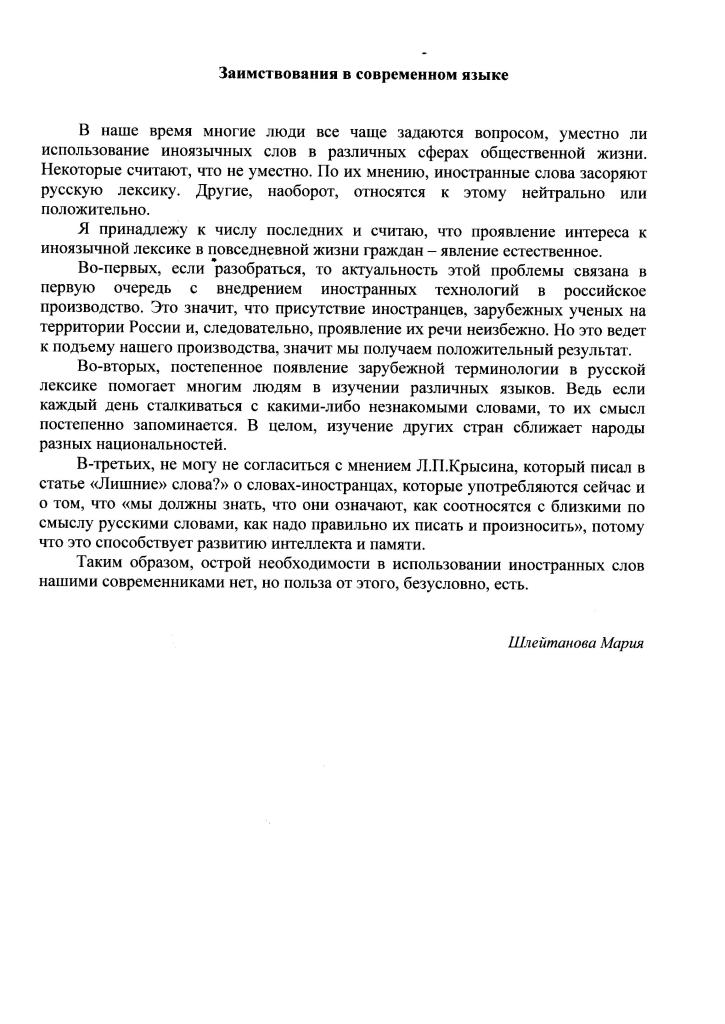 Заимствования в современном языке
В наше время многие люди все чаще задаются вопросом, уместно ли
использование иноязычных слов в различных сферах общественной жизни.
Некоторые считают, что не уместно. По их мнению, иностранные слова засоряют
русскую лексику. Другие, наоборот, относятся к этому нейтрально или
положительно.
Я принадлежу к числу последних и считаю, что проявление интереса к
иноязычной лексике в повседневной жизни граждан – явление естественное.
Во-первых, если разобраться, то актуальность этой проблемы связана в
первую очередь с внедрением иностранных технологий в российское
производство. Это значит, что присутствие иностранцев, зарубежных ученых на
территории России и, следовательно, проявление их речи неизбежно. Но это ведет
к подъему нашего производства, значит мы получаем положительный результат.
Во-вторых, постепенное появление зарубежной терминологии в русской
лексике помогает многим людям в изучении различных языков. Ведь если
каждый день сталкиваться с какими-либо незнакомыми словами, то их смысл
постепенно запоминается. В целом, изучение других стран сближает народы
разных национальностей.
В-третьих, не могу не согласиться с мнением Л.П.Крысина, который писал в
статье «Лишние» слова?» о словах-иностранцах, которые употребляются сейчас и
о том, что «мы должны знать, что они означают, как соотносятся с близкими по
смыслу русскими словами, как надо правильно их писать и произносить», потому
что это способствует развитию интеллекта и памяти.
Таким образом, острой необходимости в использовании иностранных слов
нашими современниками нет, но польза от этого, безусловно, есть.
Шлейтанова Мария